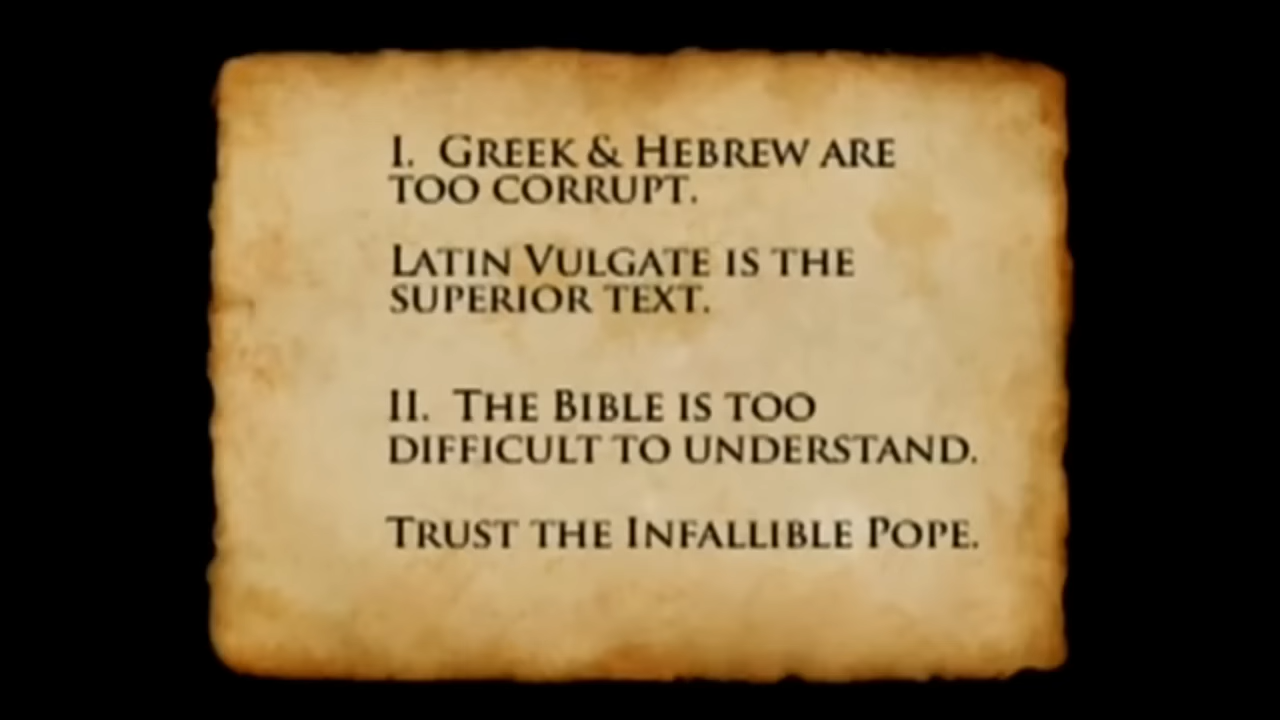 I. Greek & Hebrew are
too corrupt.
Latin Vulgate is the
superior text.
II. The Bible is too
difficult to understand.
Trust the Infallible Pope.